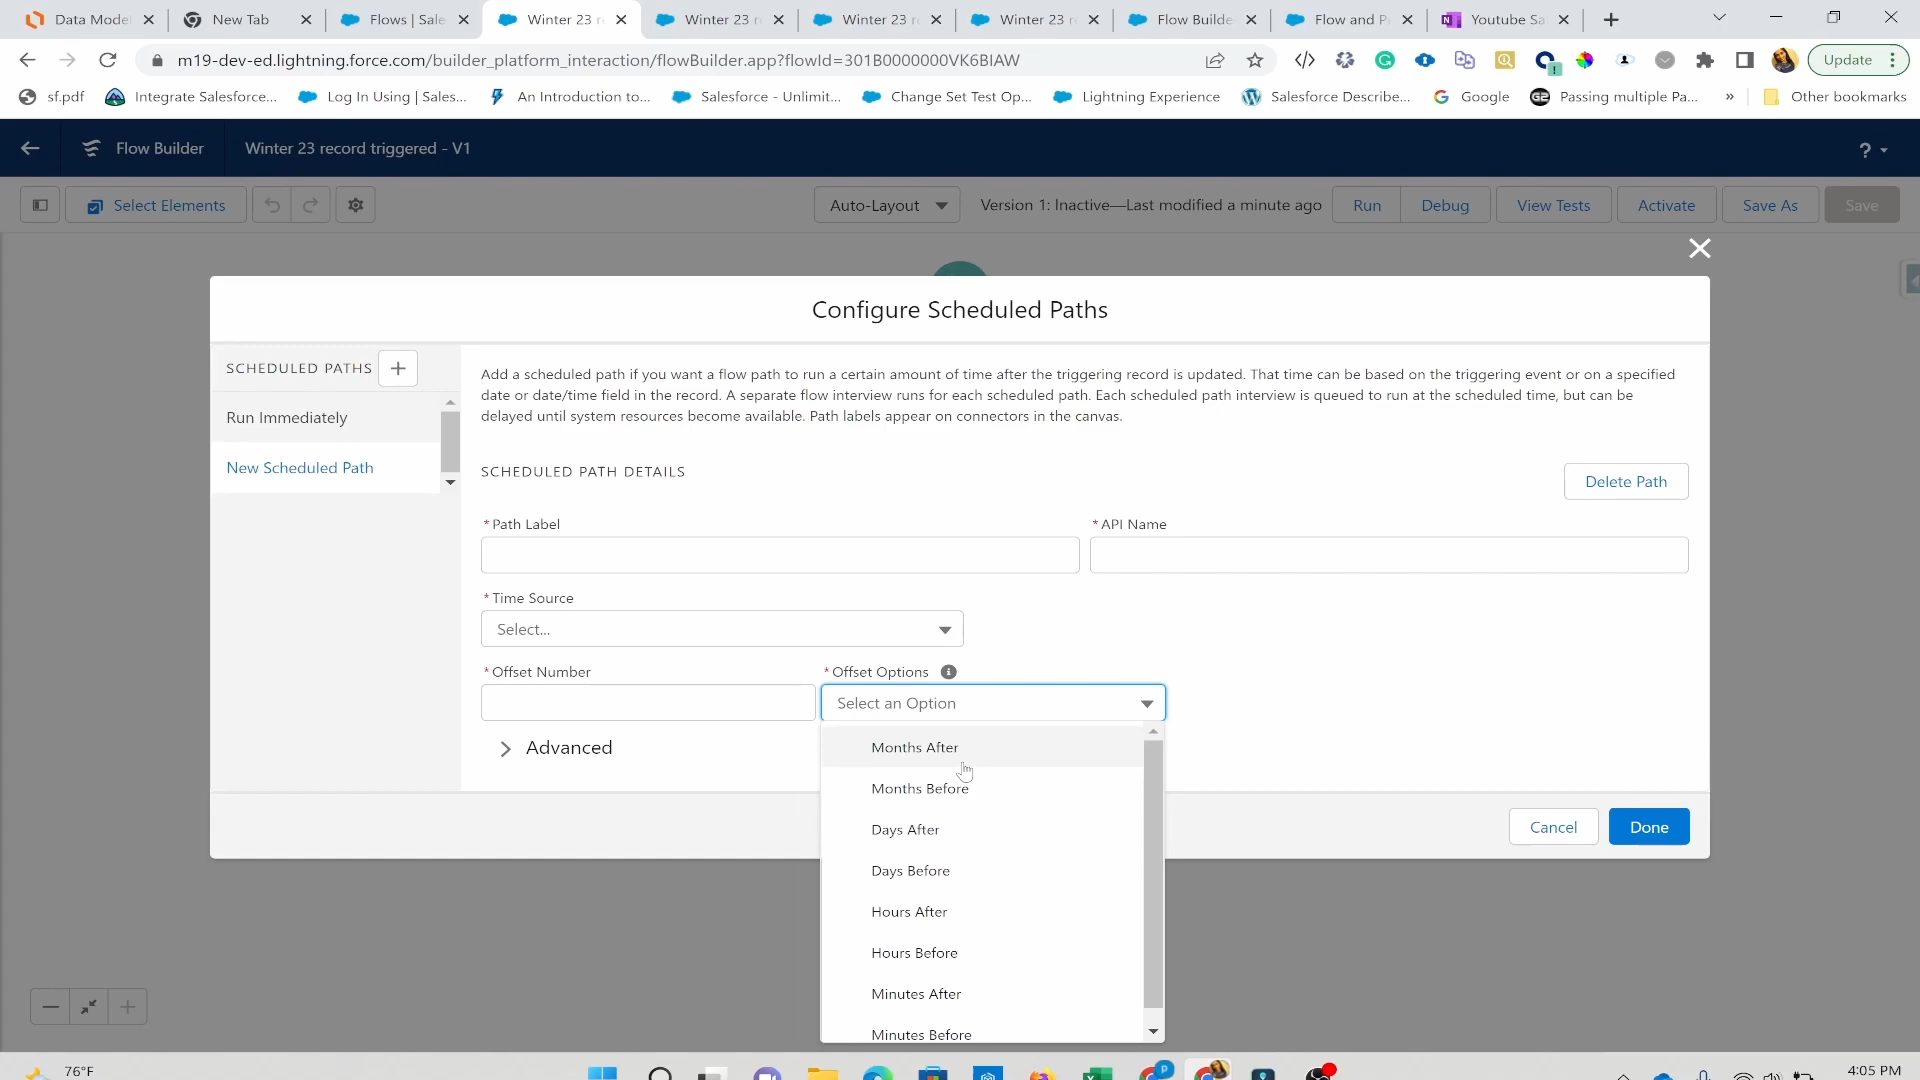 Data Model
New Tab
Flows | Sale
Winter 23 r
Winter 23 r
Winter 23 r
Winter 23 r
Flow Builde
Flow and P
Youtube Sa
m19-dev-ed.lightning.force.com/builder_platform_interaction/flowBuilder.app?flowId=301B0000000VK6BIAW
Update
sf.pdf
Integrate Salesforce...
Log In Using | Sales...
An Introduction to...
Salesforce - Unlimit...
Change Set Test Op...
Lightning Experience
Salesforce Describe...
Google
Passing multiple Pa...
»
Other bookmarks
Flow Builder
Winter 23 record triggered - V1
?
Select Elements
Auto-Layout
Version 1: Inactive—Last modified a minute ago
Run
Debug
View Tests
Activate
Save As
Save
Configure Scheduled Paths
SCHEDULED PATHS
Run Immediately
New Scheduled Path
Add a scheduled path if you want a flow path to run a certain amount of time after the triggering record is updated. That time can be based on the triggering event or on a specified
date or date/time field in the record. A separate flow interview runs for each scheduled path. Each scheduled path interview is queued to run at the scheduled time, but can be
delayed until system resources become available. Path labels appear on connectors in the canvas.
SCHEDULED PATH DETAILS
Delete Path
*Path Label
*API Name
*Time Source
Select...
*Offset Number
*Offset Options
Select an Option
Advanced
Months After
Months Before
Days After
Days Before
Hours After
Hours Before
Minutes After
Minutes Before
Cancel
Done
76°F
4:05 PM